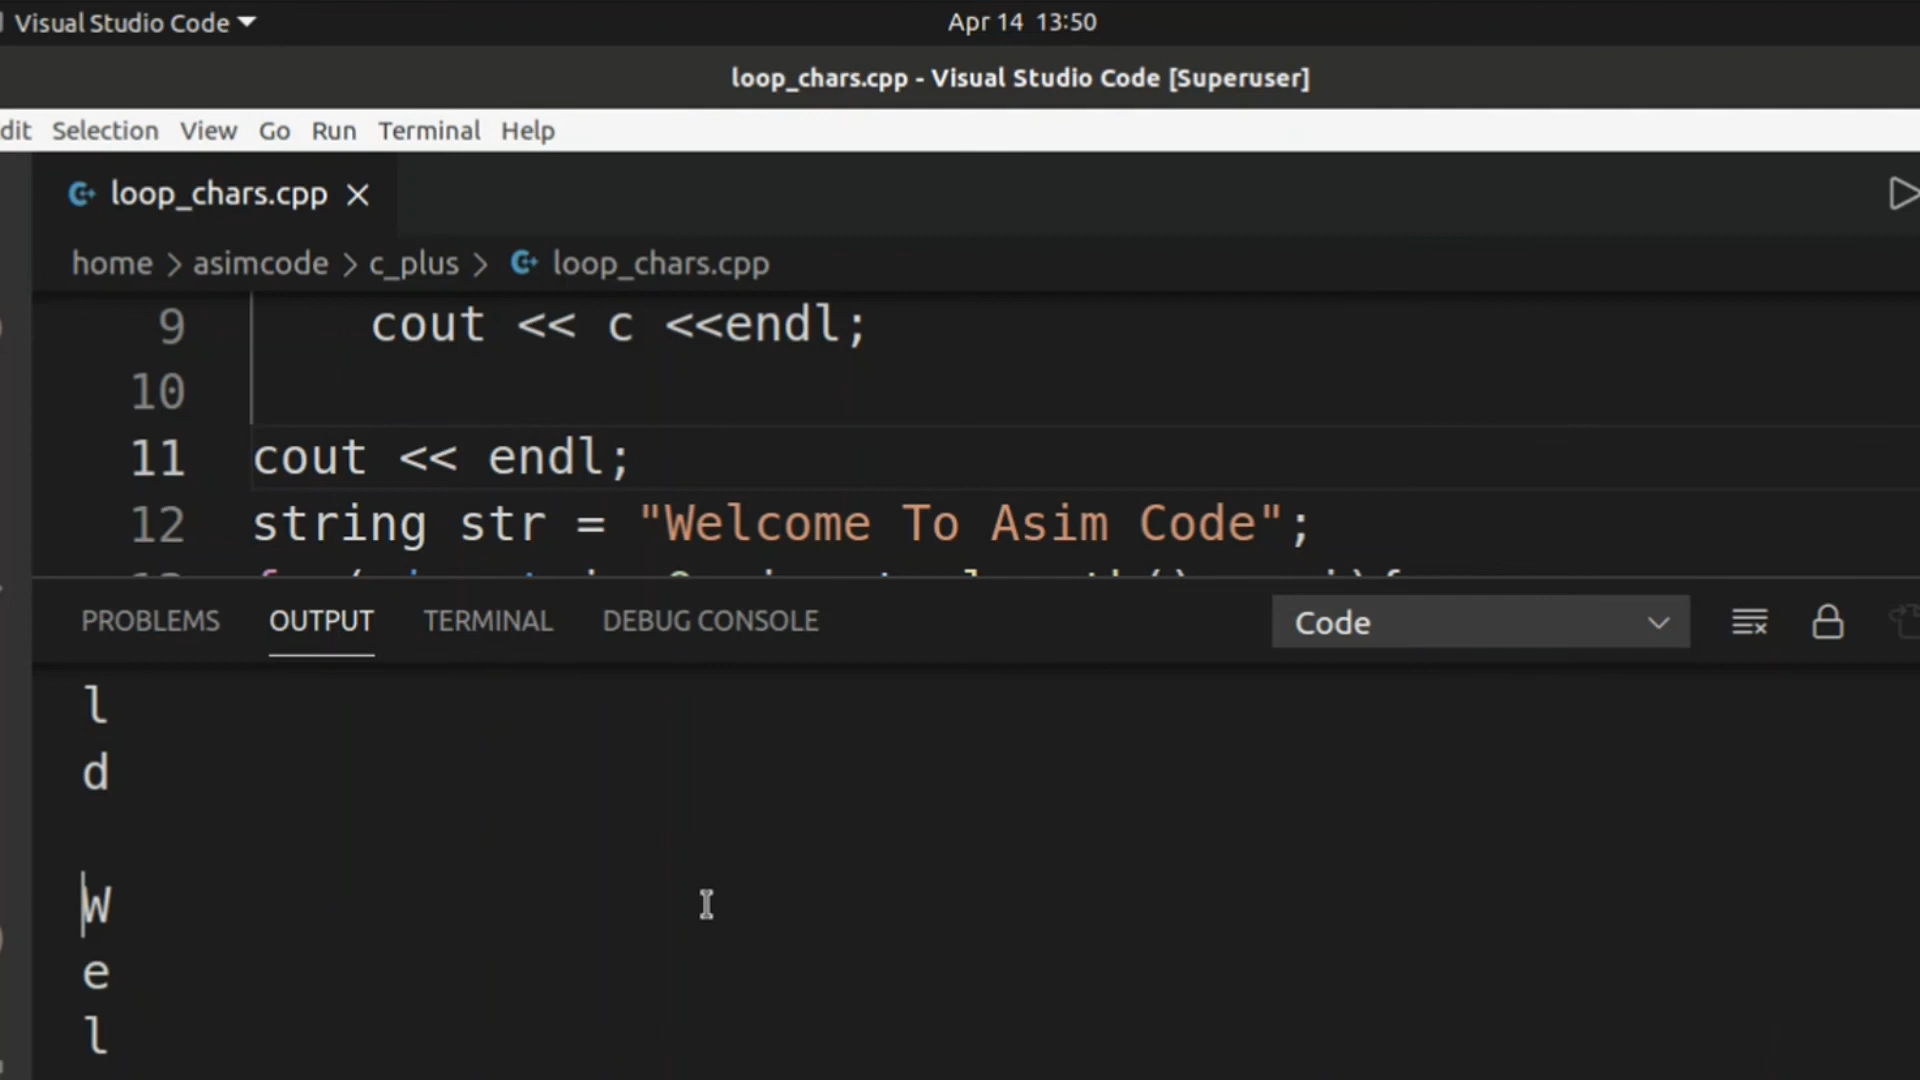 Visual Studio Code
Apr 14 13:50
loop_chars.cpp - Visual Studio Code [Superuser]
dit Selection View Go Run Terminal Help
loop_chars.cpp
home > asimcode > c_plus > loop_chars.cpp
9 cout << c <<endl;
10
11 cout << endl;
12 string str = "Welcome To Asim Code";
PROBLEMS OUTPUT TERMINAL DEBUG CONSOLE Code
l
d
W
e
l